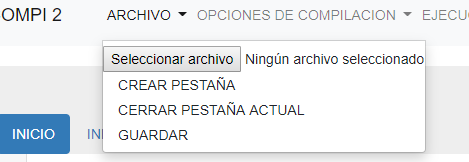 OMPI 2 ARCHIVO OPCIONES DE COMPILACION EJECU
Seleccionar archivo Ningún archivo seleccionado
CREAR PESTAÑA
CERRAR PESTAÑA ACTUAL
INICIO IN
GUARDAR